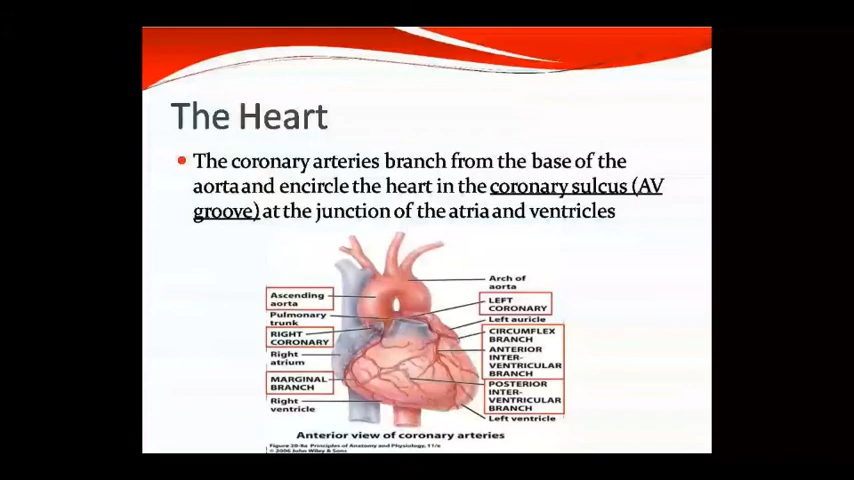 The Heart
The coronary arteries branch from the base of the
aorta and encircle the heart in the coronary sulcus (AV
groove) at the junction of the atria and ventricles
Arch of
aorta
Ascending
aorta
LEFT
CORONARY
Pulmonary
trunk
Left auricle
RIGHT
CORONARY
CIRCUMFLEX
BRANCH
Right
atrium
ANTERIOR
INTER-
VENTRICULAR
BRANCH
MARGINAL
BRANCH
POSTERIOR
INTER-
VENTRICULAR
BRANCH
Right
ventricle
Left ventricle
Anterior view of coronary arteries
Figure 20-8a Principles of Anatomy and Physiology, 11/e
© 2006 John Wiley & Sons